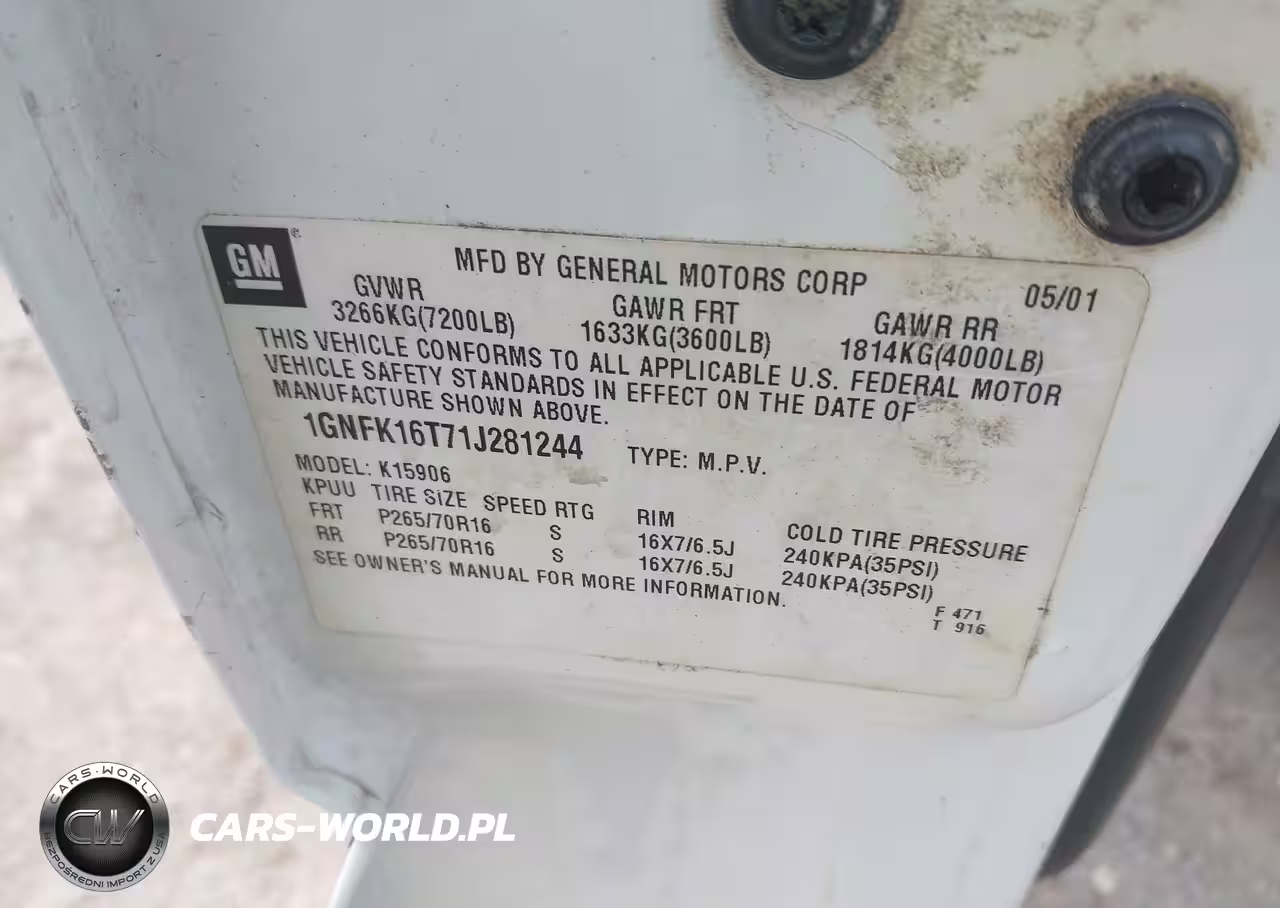 GM®
MFD BY GENERAL MOTORS CORP
05/01
GVWR GAWR FRT GAWR RR
3266KG(7200LB) 1633KG(3600LB) 1814KG(4000LB)
THIS VEHICLE CONFORMS TO ALL APPLICABLE U.S. FEDERAL MOTOR
VEHICLE SAFETY STANDARDS IN EFFECT ON THE DATE OF
MANUFACTURE SHOWN ABOVE.
1GNFK16T71J281244 TYPE: M.P.V.
MODEL: K15906
KPUU TIRE SIZE SPEED RTG RIM COLD TIRE PRESSURE
FRT P265/70R16 S 16X7/6.5J 240KPA(35PSI)
RR P265/70R16 S 16X7/6.5J 240KPA(35PSI)
SEE OWNER'S MANUAL FOR MORE INFORMATION.
F 471
T 916
CARS-WORLD
CW
BEZPOŚREDNI IMPORT Z USA
CARS-WORLD.PL